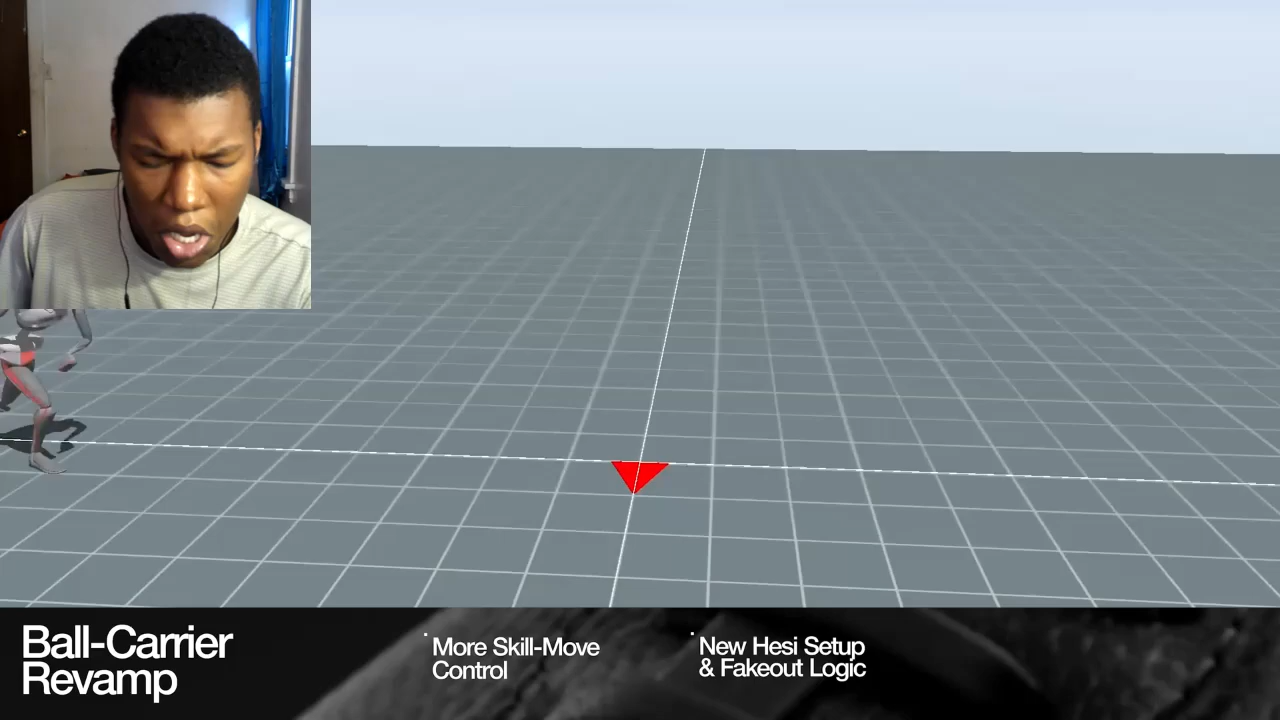 Ball-Carrier
Revamp
More Skill-Move
Control
New Hesi Setup
& Fakeout Logic